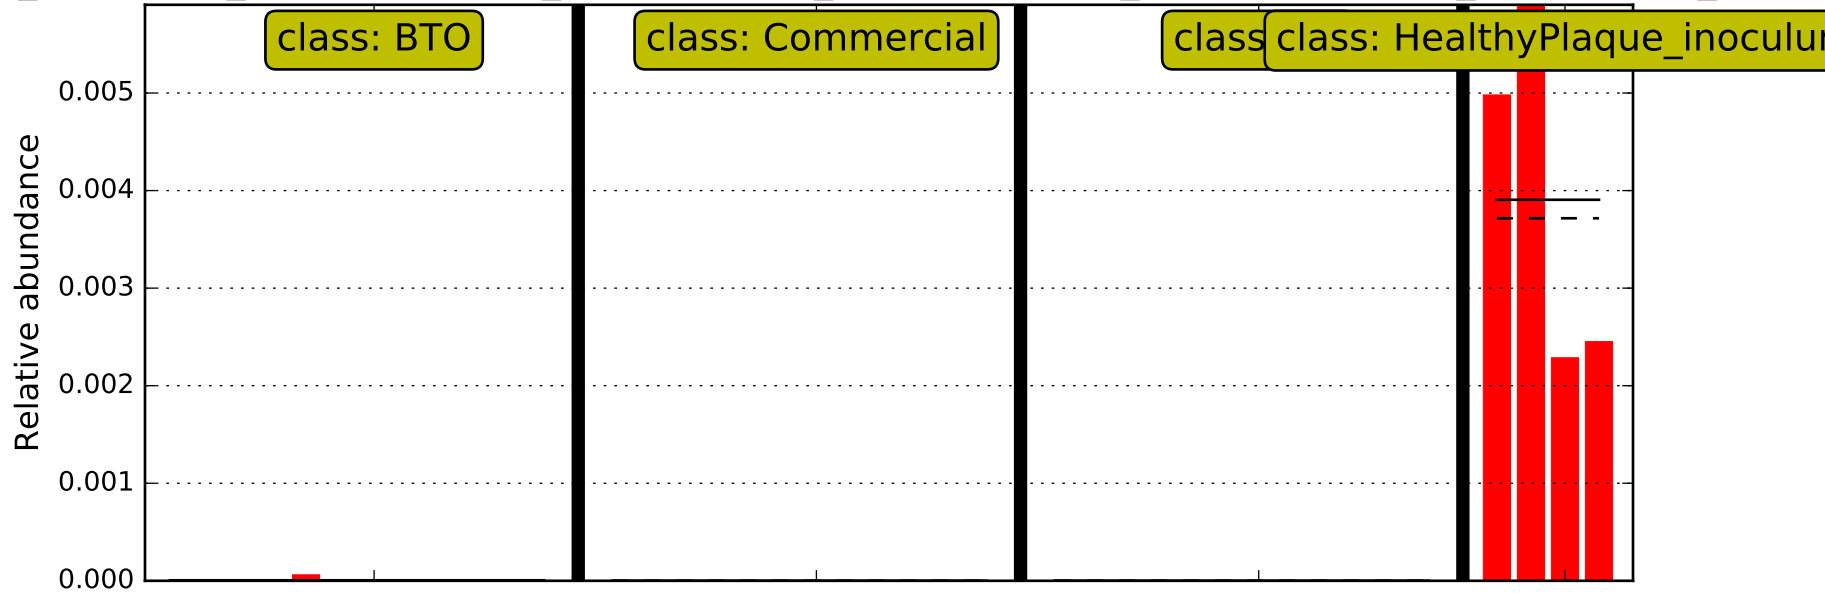 class: BTO
class: Commercial
class
class: HealthyPlaque_
0.005
0.004
0.003
0.002
0.001
0.000
Relative abundance